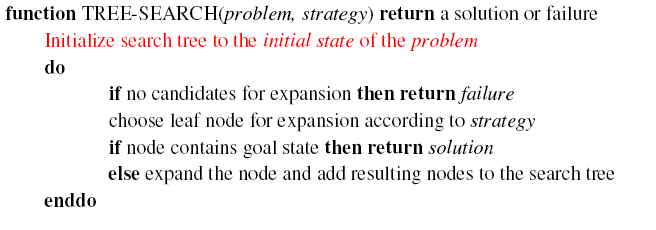 function TREE-SEARCH(problem, strategy) return a solution or failure
Initialize search tree to the initial state of the problem
do
if no candidates for expansion then return failure
choose leaf node for expansion according to strategy
if node contains goal state then return solution
else expand the node and add resulting nodes to the search tree
enddo